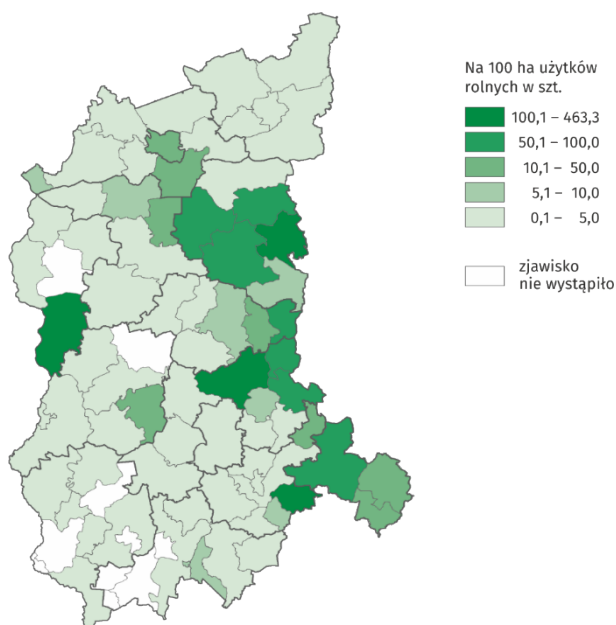 Na 100 ha użytków
rolnych w szt.
100,1 – 463,3
50,1 – 100,0
10,1 – 50,0
5,1 – 10,0
0,1 – 5,0
zjawisko
nie wystąpiło